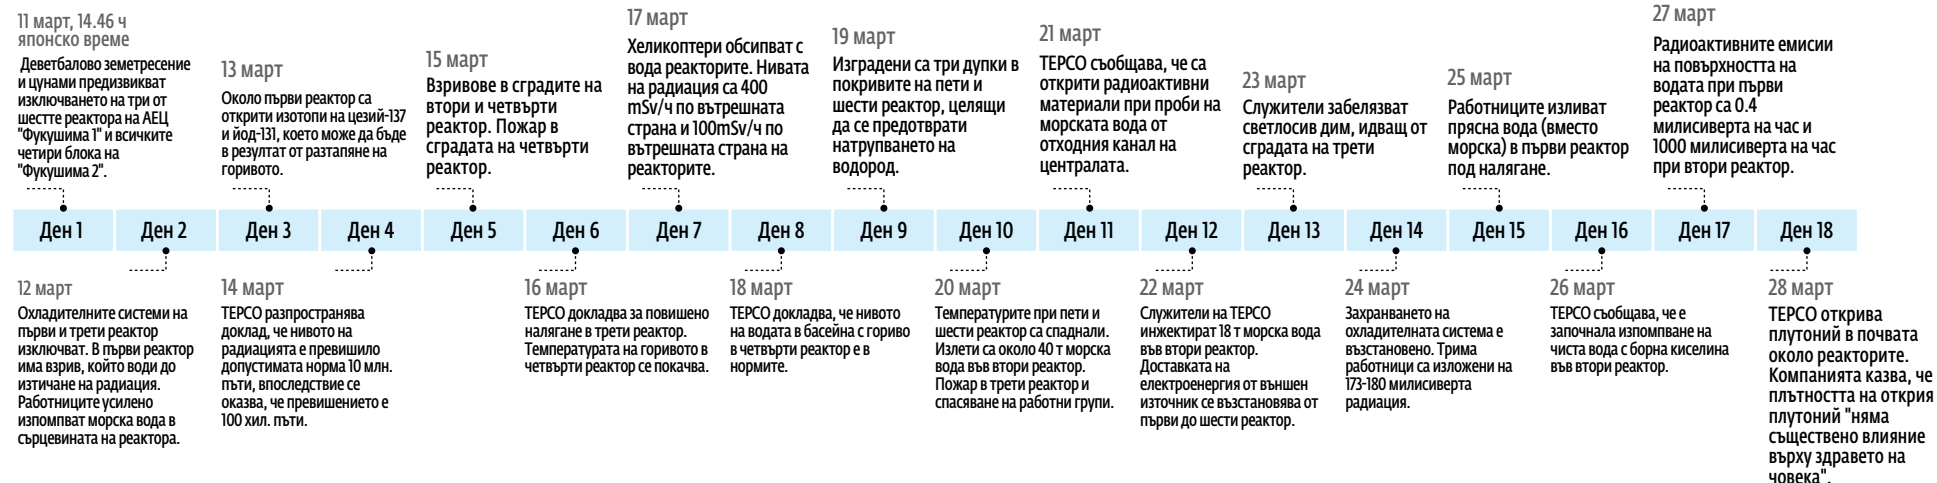 11 март, 14.46 ч
японско време
Деветбалово земетресение
и цунами предизвикват
изключването на три от
шестте реактора на АЕЦ
"Фукушима 1" и всичките
четири блока на
"Фукушима 2".
13 март
Около първи реактор са
открити изотопи на цезий-137
и йод-131, което може да бъде
в резултат от разтапяне на
горивото.
15 март
Взривове в сградите на
втори и четвърти
реактор. Пожар в
сградата на четвърти
реактор.
17 март
Хеликоптери обсипват с
вода реакторите. Нивата
на радиация са 400
mSv/ч по вътрешната
страна и 100mSv/ч по
вътрешната страна на
реакторите.
19 март
Изградени са три дупки в
покривите на пети и
шести реактор, целящи
да се предотврати
натрупването на
водород.
21 март
ТЕРСО съобщава, че са
открити радиоактивни
материали при проби на
морската вода от
отходния канал на
централата.
23 март
Служители забелязват
светлосив дим, идващ от
сградата на трети
реактор.
25 март
Работниците изливат
прясна вода (вместо
морска) в първи реактор
под налягане.
27 март
Радиоактивните емисии
на повърхността на
водата при първи
реактор са 0.4
милисиверта на час и
1000 милисиверта на час
при втори реактор.
Ден 1 Ден 2 Ден 3 Ден 4 Ден 5 Ден 6 Ден 7 Ден 8 Ден 9 Ден 10 Ден 11 Ден 12 Ден 13 Ден 14 Ден 15 Ден 16 Ден 17 Ден 18
12 март
Охладителните системи на
първи и трети реактор
изключват. В първи реактор
има взрив, който води до
изтичане на радиация.
Работниците усилено
изпомпват морска вода в
сърцевината на реактора.
14 март
ТЕРСО разпространява
доклад, че нивото на
радиацията е превишило
допустимата норма 10 млн.
пъти, впоследствие се
оказва, че превишението е
100 хил. пъти.
16 март
ТЕРСО докладва за повишено
налягане в трети реактор.
Температурата на горивото в
четвърти реактор се покачва.
18 март
ТЕРСО докладва, че нивото
на водата в басейна с гориво
в четвърти реактор е в
нормите.
20 март
Температурите при пети и
шести реактор са спаднали.
Излети са около 40 т морска
вода във втори реактор.
Пожар в трети реактор и
спасяване на работни групи.
22 март
Служители на ТЕРСО
инжектират 18 т морска вода
във втори реактор.
Доставката на
електроенергия от външен
източник се възстановява от
първи до шести реактор.
24 март
Захранването на
охладителната система е
възстановено. Трима
работници са изложени на
173-180 милисиверта
радиация.
26 март
ТЕРСО съобщава, че е
започнала изпомпване на
чиста вода с борна киселина
във втори реактор.
28 март
ТЕРСО открива
плутоний в почвата
около реакторите.
Компанията казва, че
плътността на открия
плутоний "няма
съществено влияние
върху здравето на
човека".